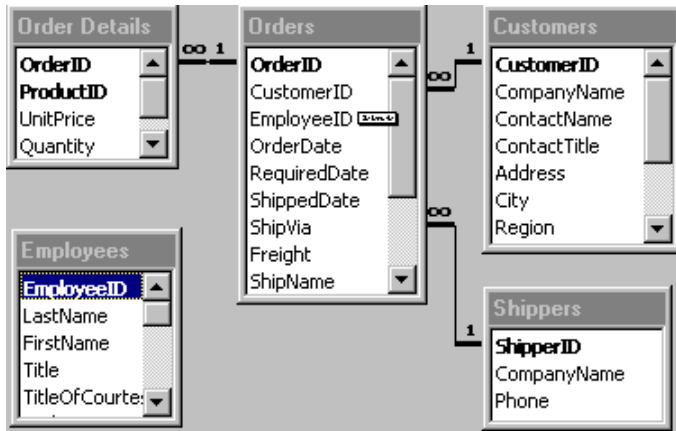 Order Details
OrderID
ProductID
UnitPrice
Quantity
∞ 1
Orders
OrderID
CustomerID
EmployeeID
OrderDate
RequiredDate
ShippedDate
ShipVia
Freight
ShipName
1
∞
Customers
CustomerID
CompanyName
ContactName
ContactTitle
Address
City
Region
Employees
EmployeeID
LastName
FirstName
Title
TitleOfCourte
∞
1
Shippers
ShipperID
CompanyName
Phone